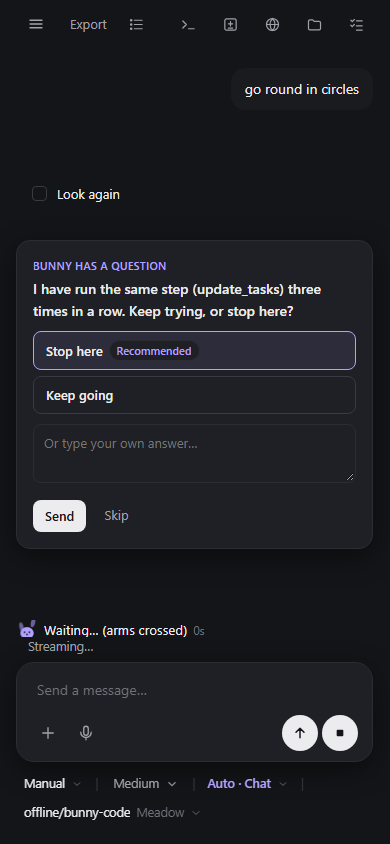 Export
go round in circles
Look again
BUNNY HAS A QUESTION
I have run the same step (update_tasks) three
times in a row. Keep trying, or stop here?
Stop here Recommended
Keep going
Or type your own answer...
Send Skip
Waiting... (arms crossed) 0s
Streaming...
Send a message...
Manual Medium Auto · Chat
offline/bunny-code Meadow